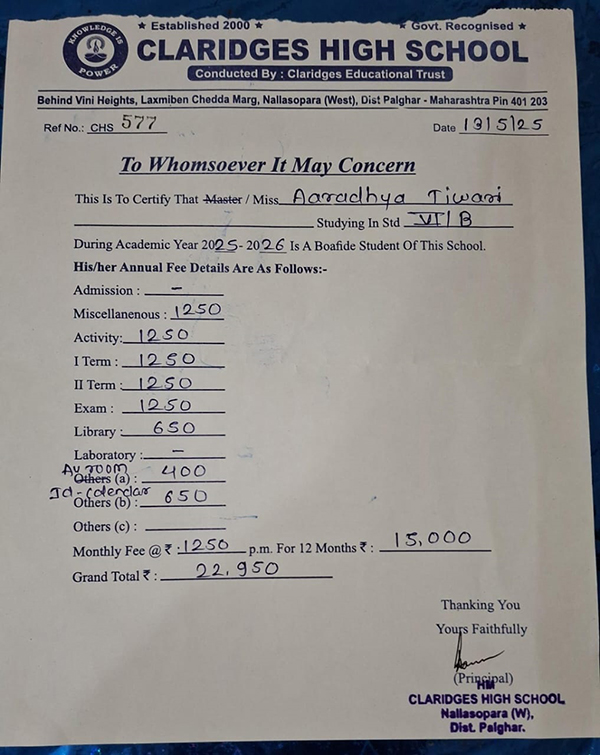 ★ Established 2000 ★ ★ Govt. Recognised ★
KNOWLEDGE IS POWER
CLARIDGES HIGH SCHOOL
Conducted By : Claridges Educational Trust
Behind Vini Heights, Laxmiben Chedda Marg, Nallasopara (West), Dist Palghar - Maharashtra Pin 401 203
Ref No.: CHS 577 Date 13/5/25
To Whomsoever It May Concern
This Is To Certify That Master / Miss Aaradhya Tiwari
Studying In Std VI/B
During Academic Year 2025-2026 Is A Boafide Student Of This School.
His/her Annual Fee Details Are As Follows:-
Admission : -
Miscellanenous : 1250
Activity: 1250
I Term : 1250
II Term : 1250
Exam : 1250
Library : 650
Laboratory : -
AV room
Others (a) : 400
Id-calendar
Others (b) : 650
Others (c) :
Monthly Fee @ ₹ : 1250 p.m. For 12 Months ₹ : 15,000
Grand Total ₹ : 22,950
Thanking You
Yours Faithfully
(Principal)
HM
CLARIDGES HIGH SCHOOL
Nallasopara (W),
Dist. Palghar.